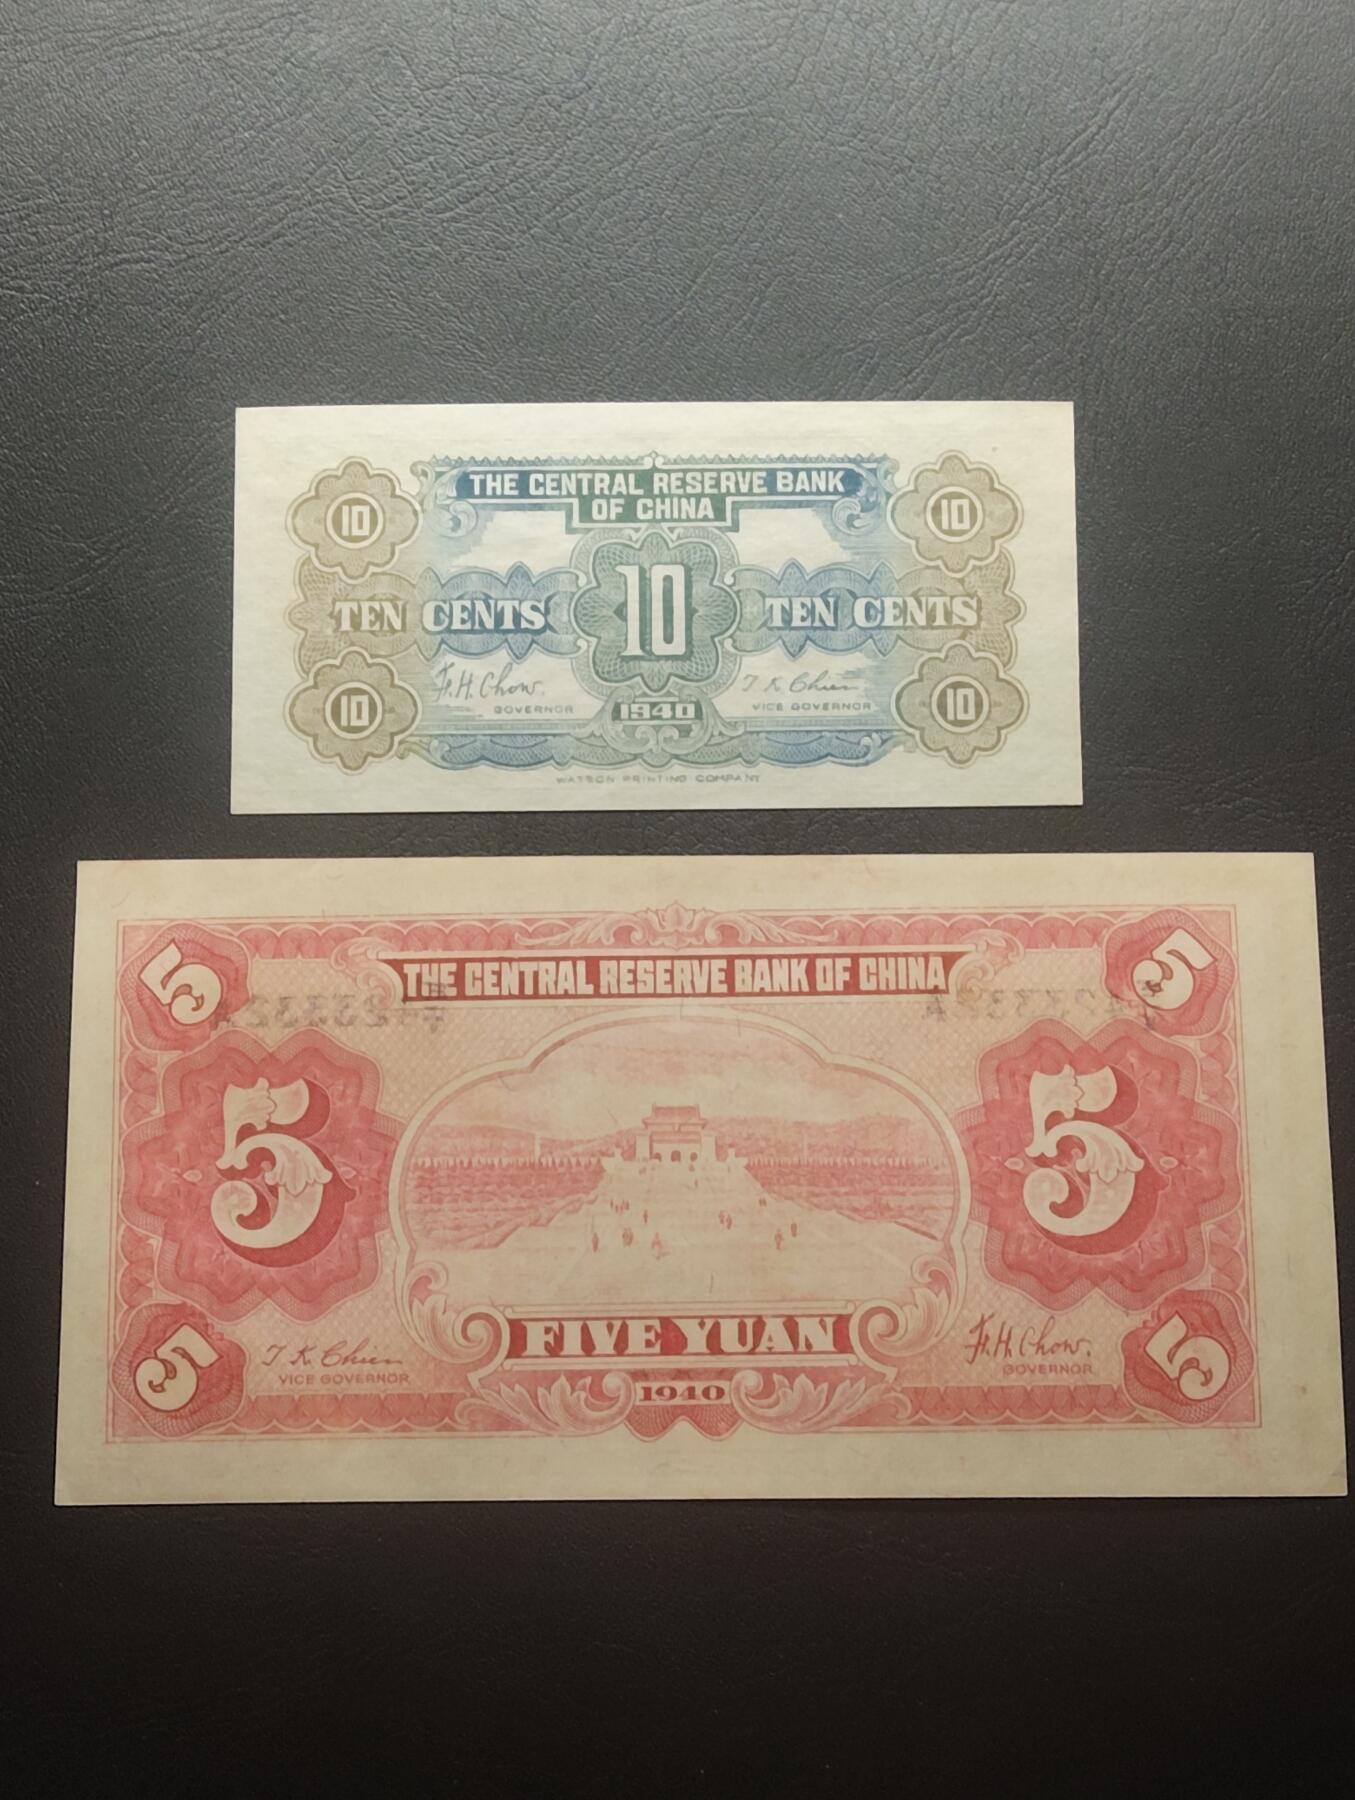 THE CENTRAL RESERVE BANK
OF CHINA
10 10
10
TEN CENTS TEN CENTS
F.H. Chow. T K Chien
GOVERNOR VICE GOVERNOR
10 1940 10
WATSON PRINTING COMPANY
5 5
THE CENTRAL RESERVE BANK OF CHINA
5 5
FIVE YUAN
T K Chien F.H. Chow.
VICE GOVERNOR GOVERNOR
5 1940 5